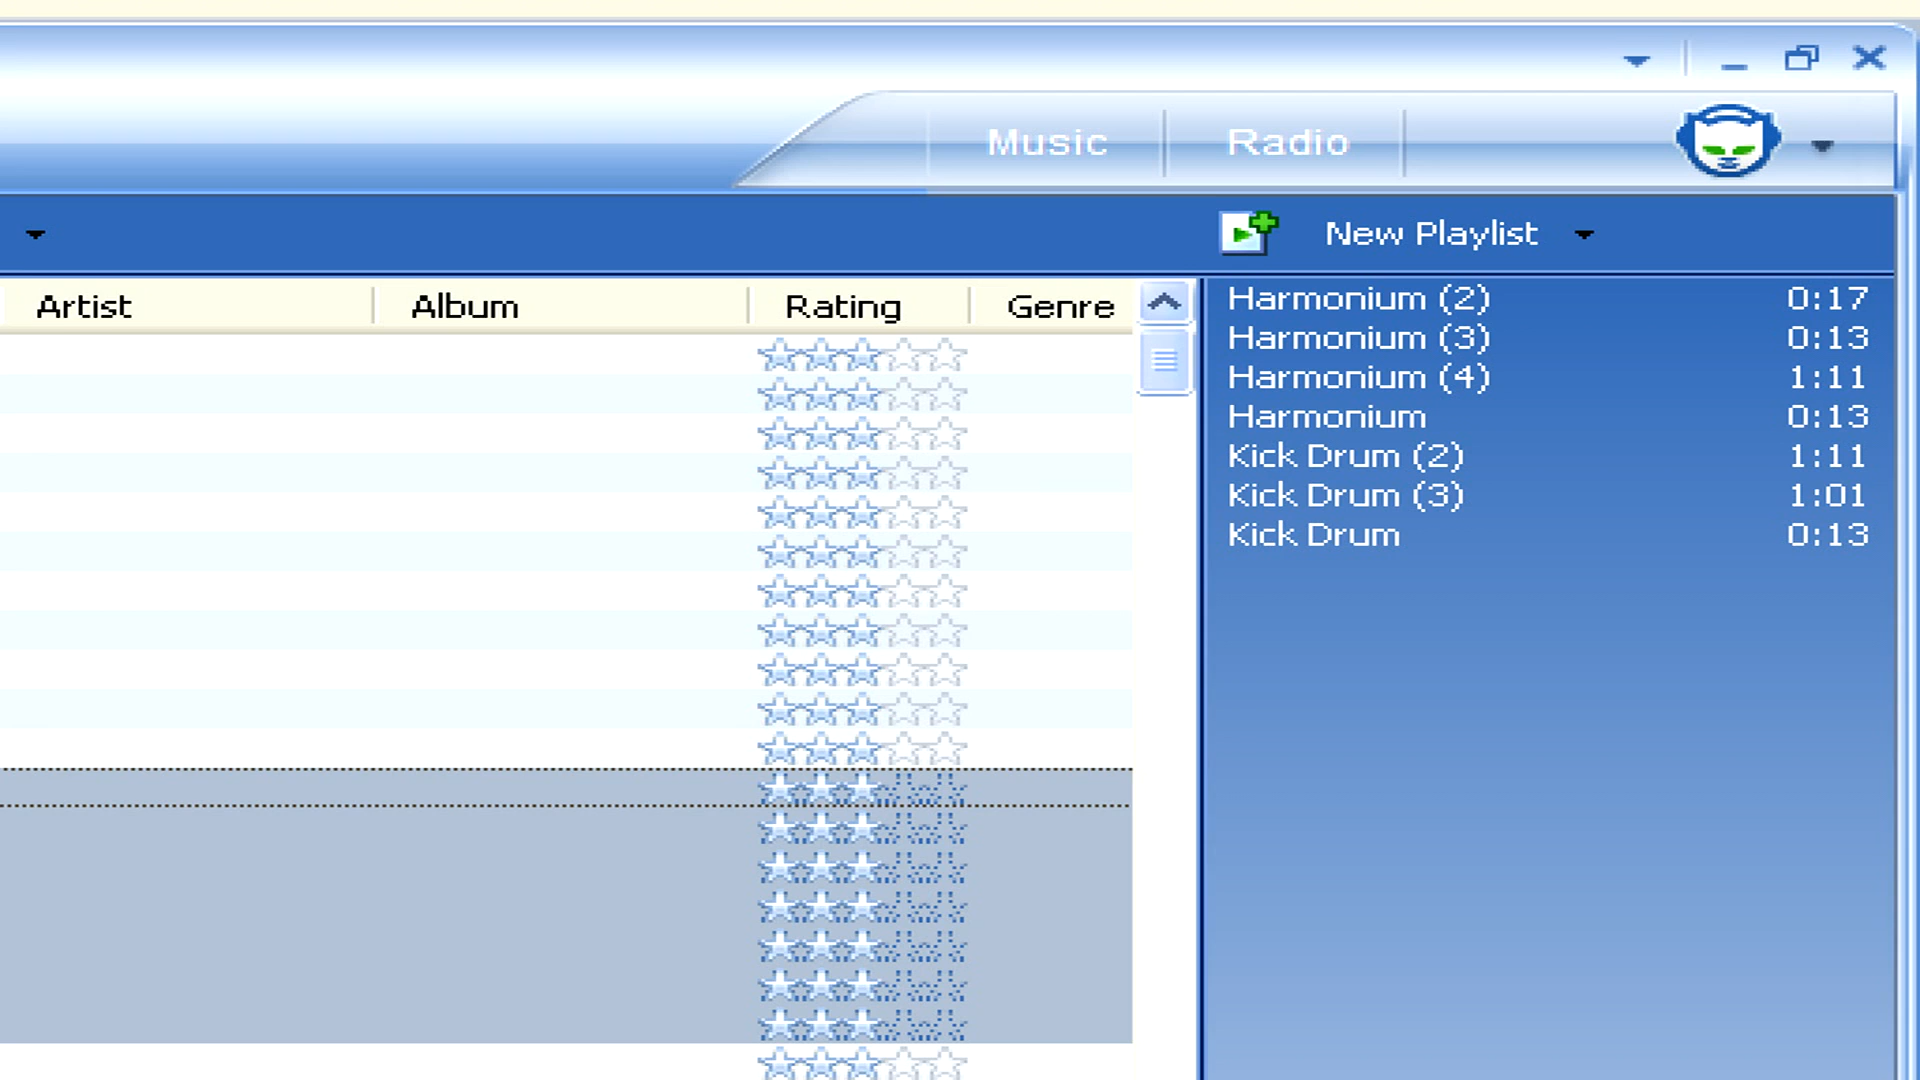 Music Radio
New Playlist
Artist Album Rating Genre
Harmonium (2) 0:17
Harmonium (3) 0:13
Harmonium (4) 1:11
Harmonium 0:13
Kick Drum (2) 1:11
Kick Drum (3) 1:01
Kick Drum 0:13